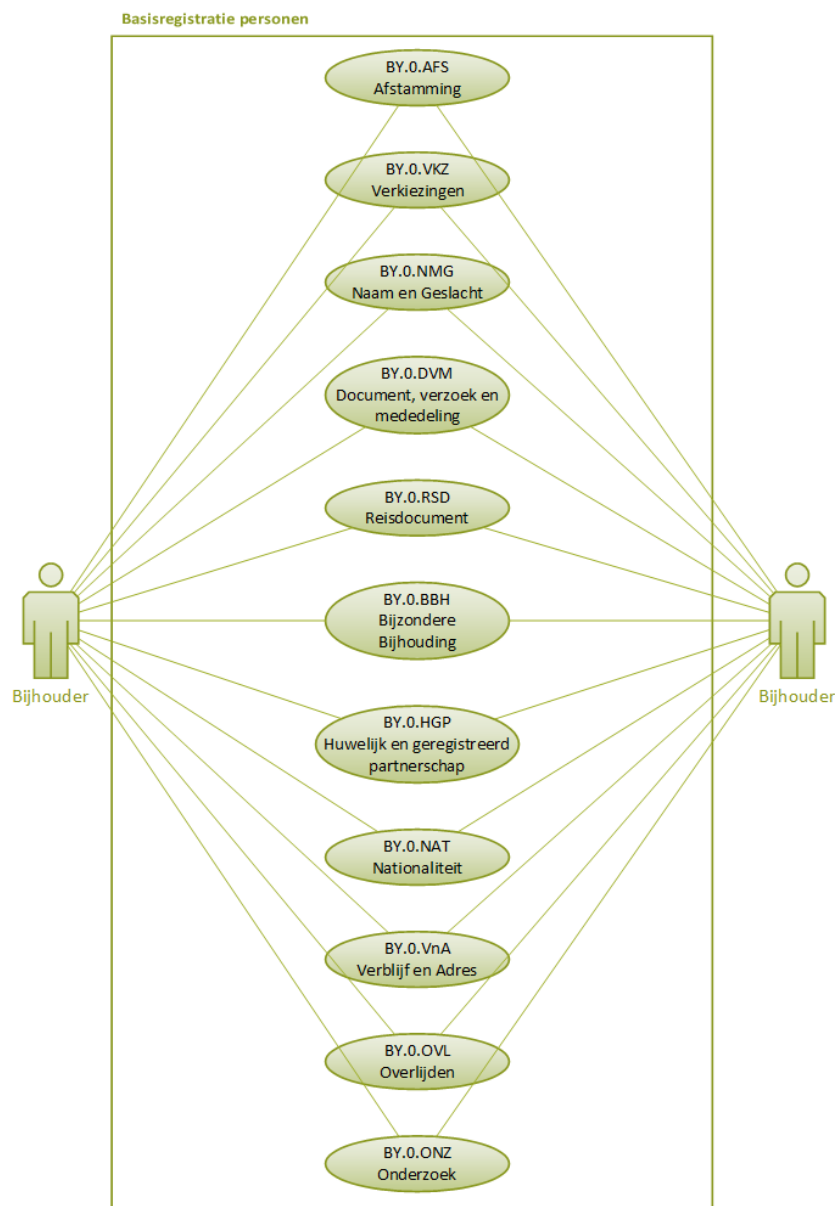 Basisregistratie personen
BY.0.AFS
Afstamming
BY.0.VKZ
Verkiezingen
BY.0.NMG
Naam en Geslacht
BY.0.DVM
Document, verzoek en
mededeling
BY.0.RSD
Reisdocument
BY.0.BBH
Bijzondere
Bijhouding
Bijhouder
Bijhouder
BY.0.HGP
Huwelijk en geregistreerd
partnerschap
BY.0.NAT
Nationaliteit
BY.0.VnA
Verblijf en Adres
BY.0.OVL
Overlijden
BY.0.ONZ
Onderzoek